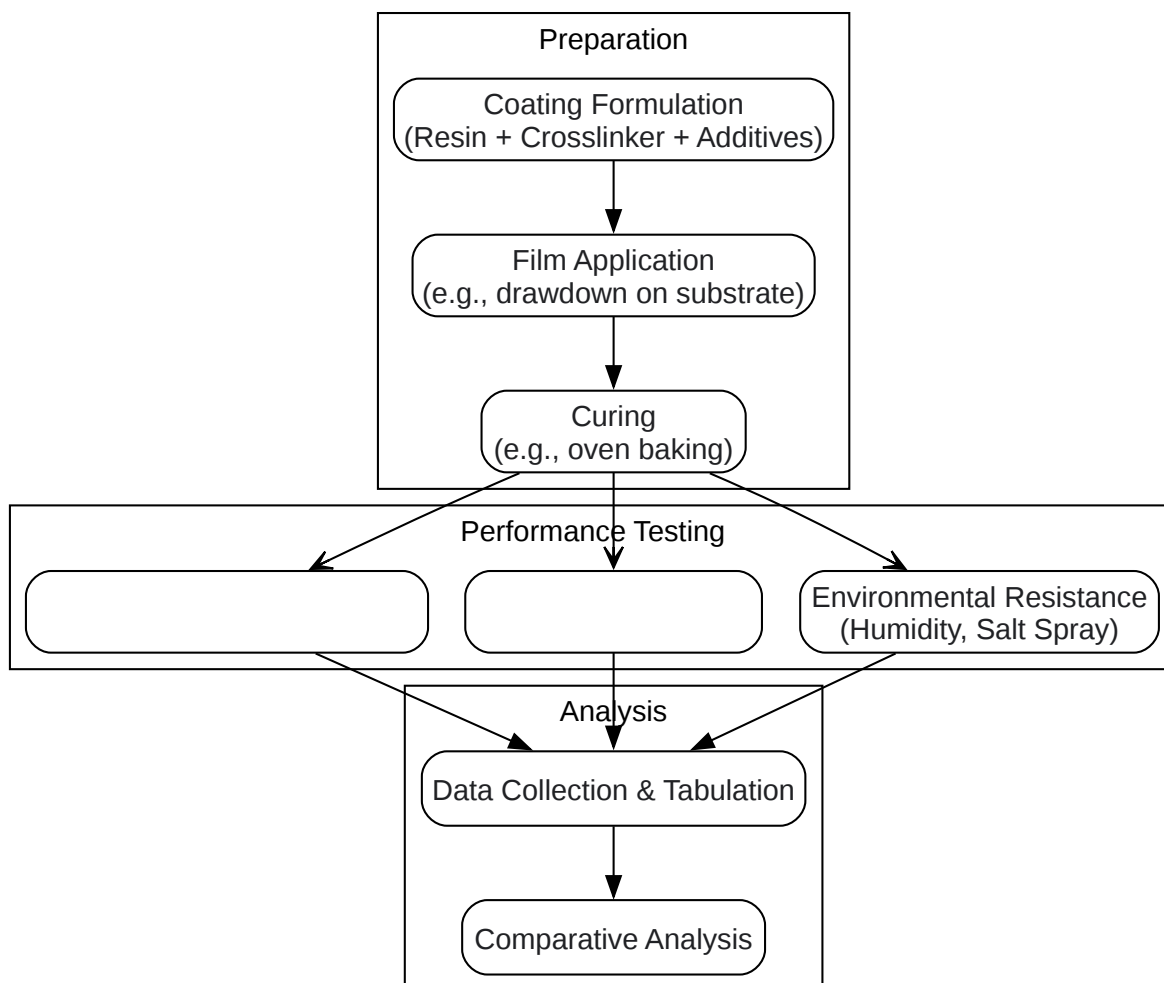 Preparation
Coating Formulation
(Resin + Crosslinker + Additives)
Film Application
(e.g., drawdown on substrate)
Curing
(e.g., oven baking)
Performance Testing
Environmental Resistance
(Humidity, Salt Spray)
Analysis
Data Collection & Tabulation
Comparative Analysis